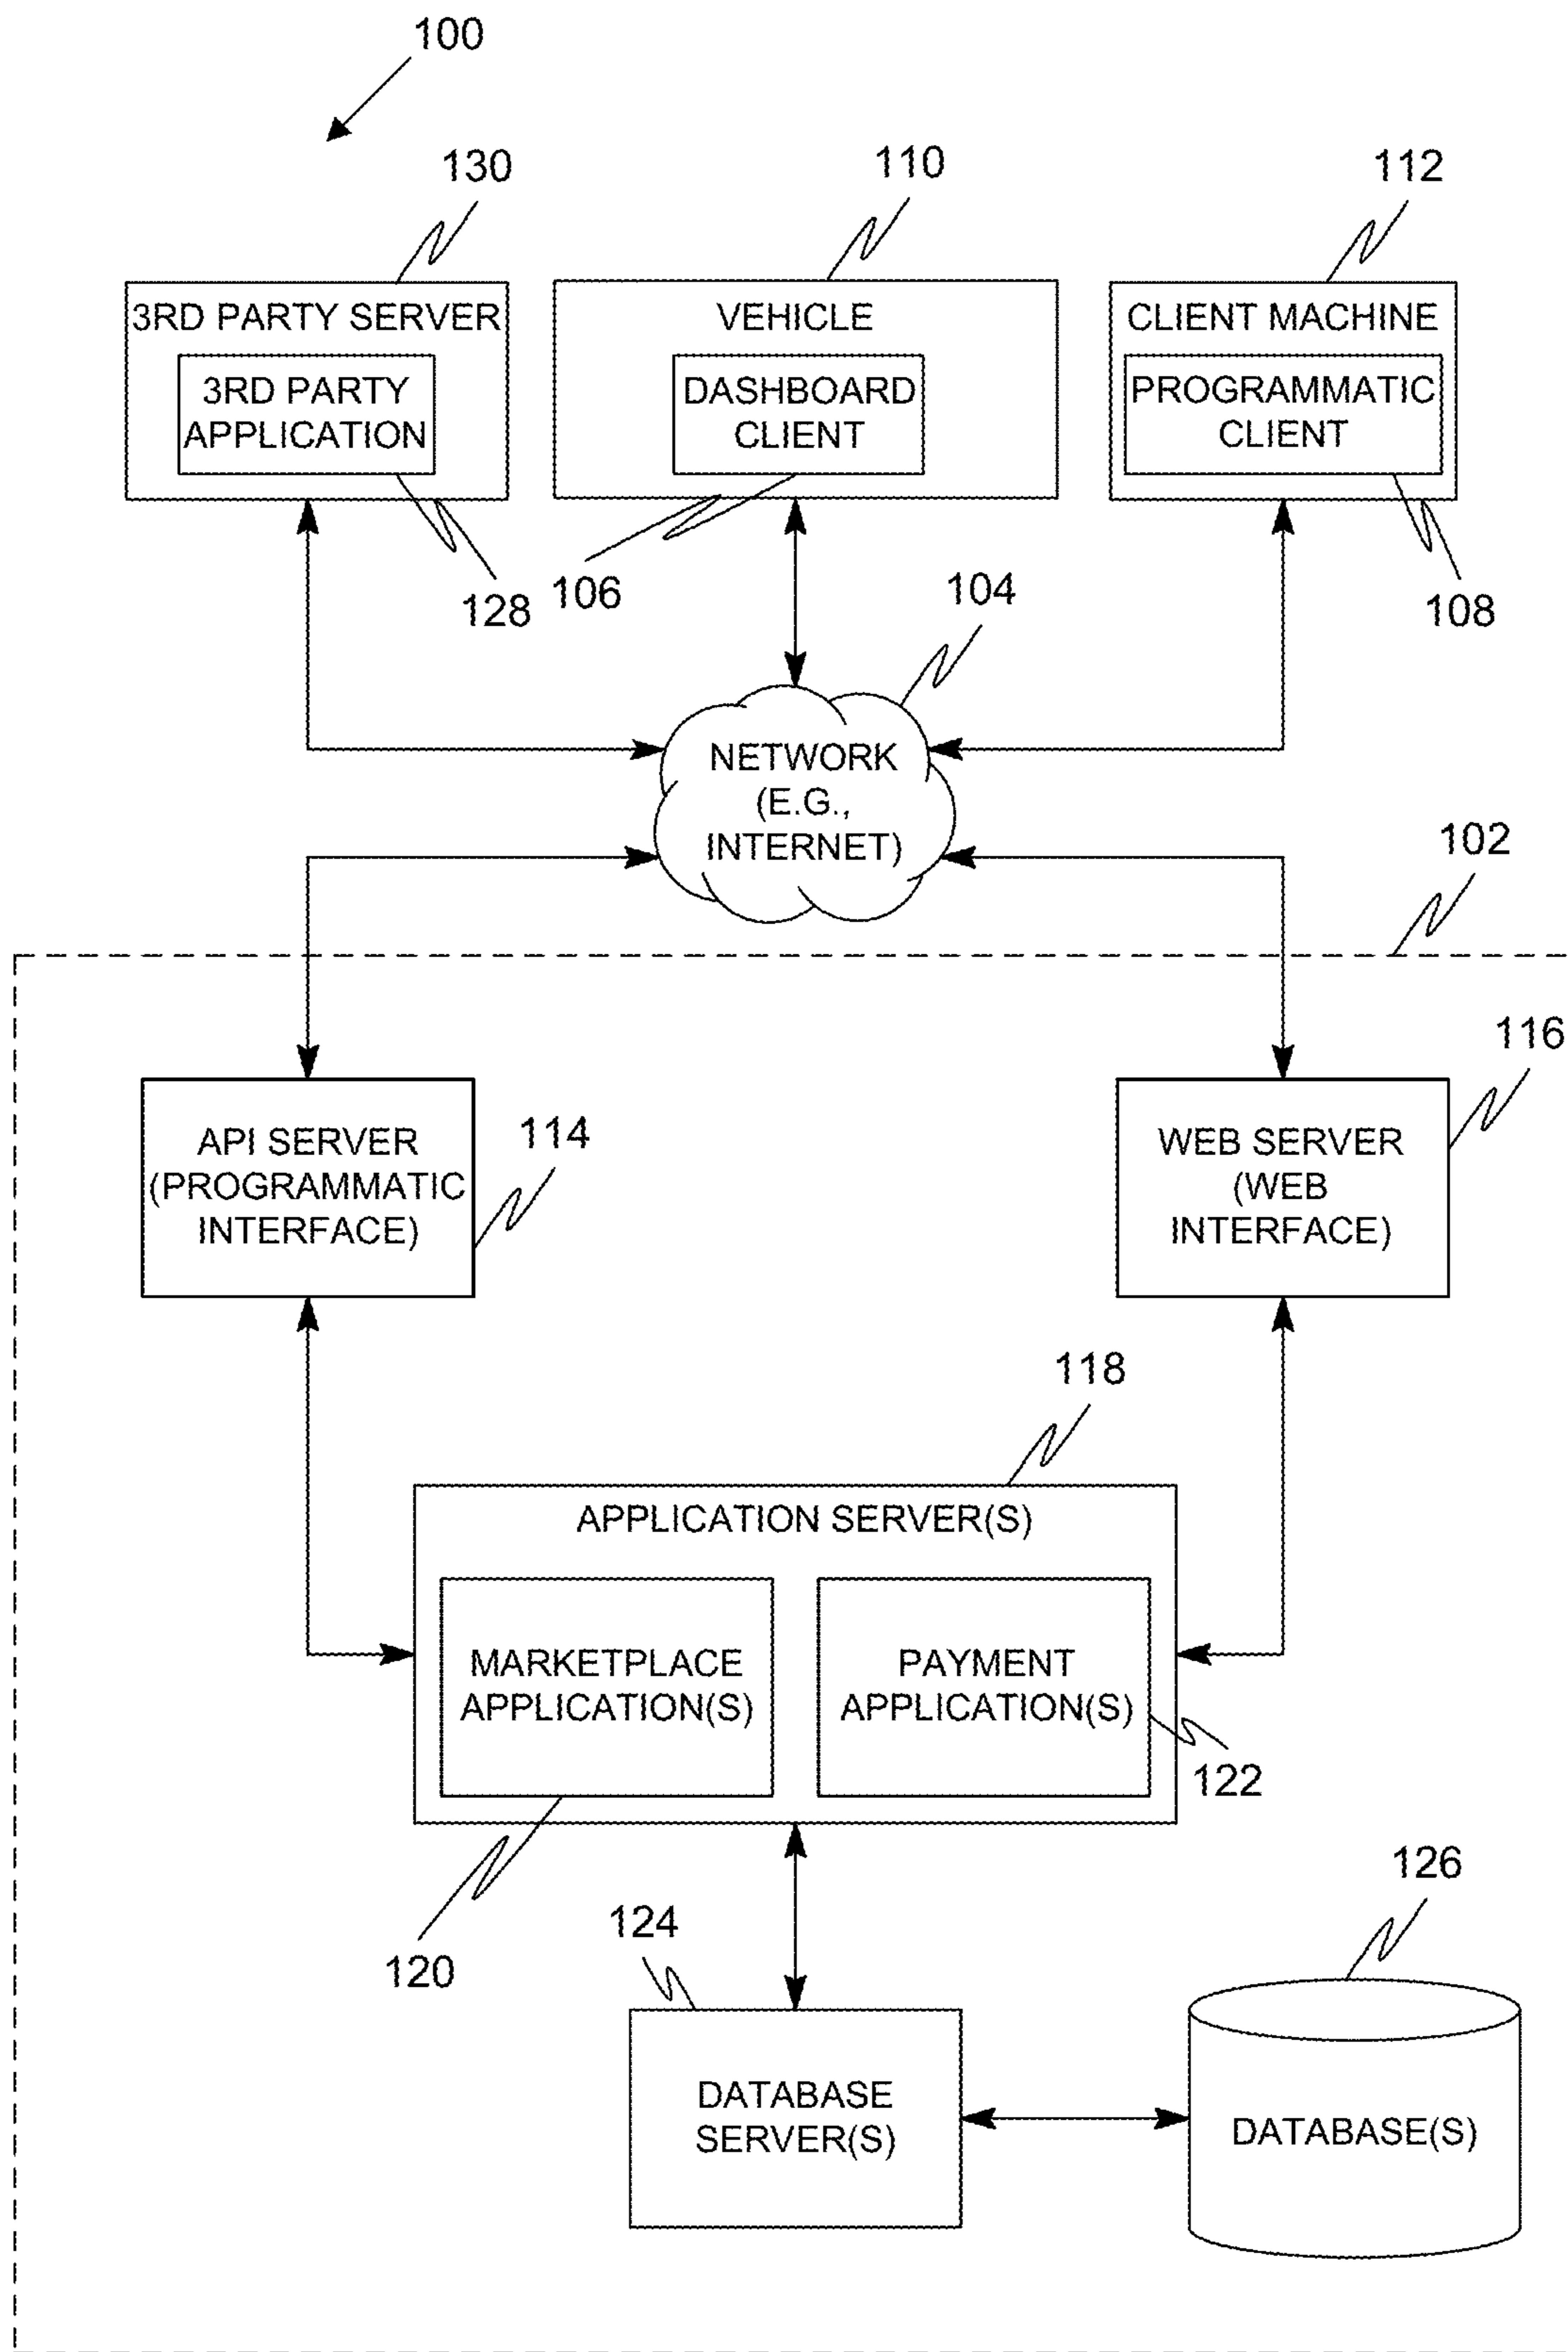 100
130
110
112
3RD PARTY SERVER
3RD PARTY
APPLICATION
VEHICLE
DASHBOARD
CLIENT
CLIENT MACHINE
PROGRAMMATIC
CLIENT
128
106
104
108
NETWORK
(E.G.,
INTERNET)
102
116
API SERVER
(PROGRAMMATIC
INTERFACE)
114
WEB SERVER
(WEB
INTERFACE)
118
APPLICATION SERVER(S)
MARKETPLACE
APPLICATION(S)
PAYMENT
APPLICATION(S)
122
120
124
126
DATABASE
SERVER(S)
DATABASE(S)